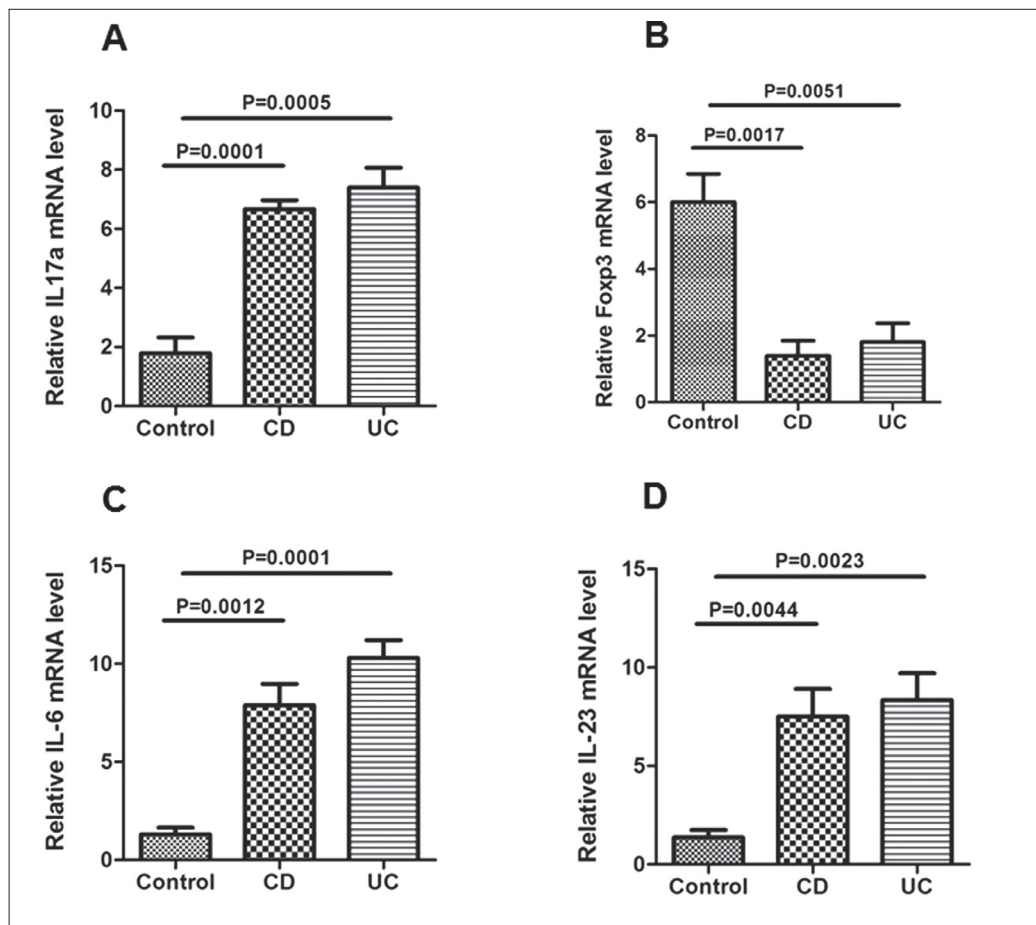 A
Relative IL17a mRNA level
10
8
6
4
2
0
P=0.0005
P=0.0001
Control CD UC
B
Relative Foxp3 mRNA level
8
6
4
2
0
P=0.0051
P=0.0017
Control CD UC
C
Relative IL-6 mRNA level
15
10
5
0
P=0.0001
P=0.0012
Control CD UC
D
Relative IL-23 mRNA level
15
10
5
0
P=0.0023
P=0.0044
Control CD UC